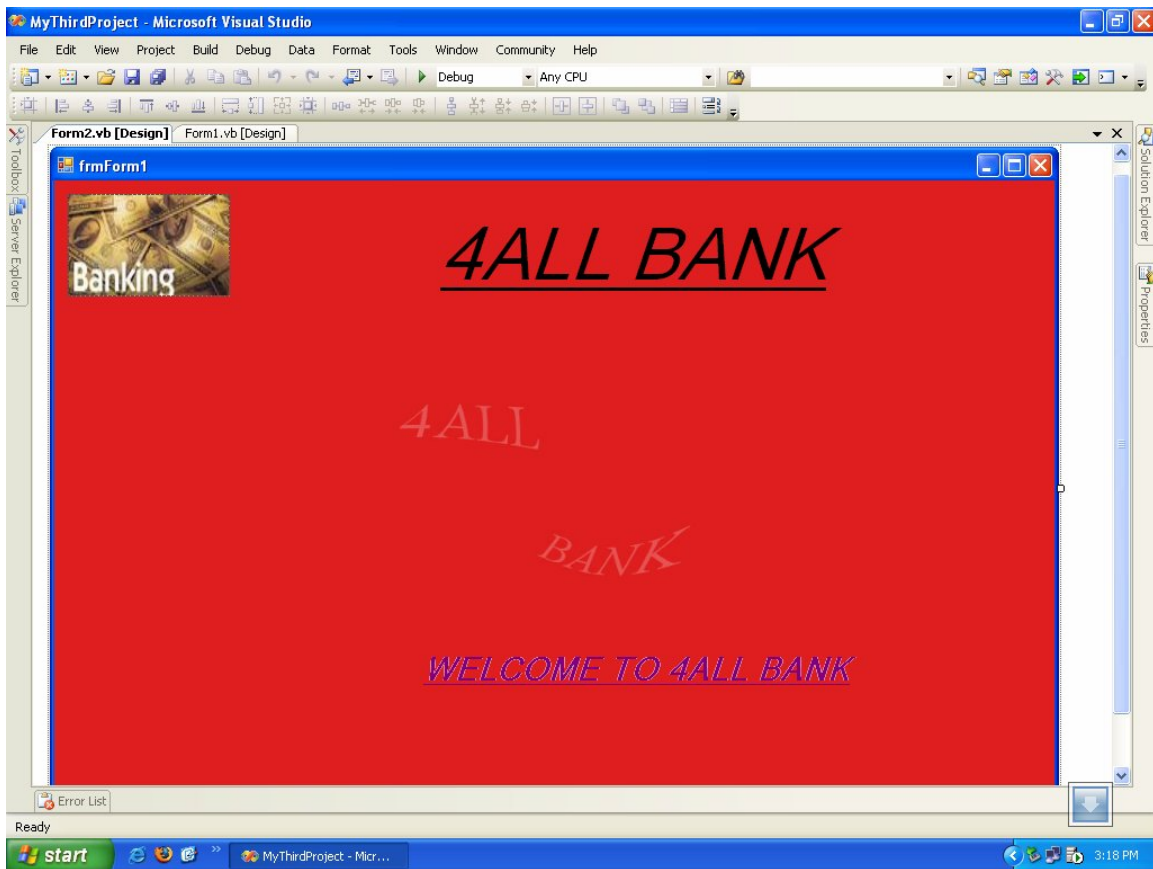 MyThirdProject - Microsoft Visual Studio
File Edit View Project Build Debug Data Format Tools Window Community Help
Debug Any CPU
Form2.vb [Design] Form1.vb [Design]
Toolbox
Server Explorer
Solution Explorer
Properties
frmForm1
Banking
4ALL BANK
4ALL
BANK
WELCOME TO 4ALL BANK
Error List
Ready
start MyThirdProject - Micr... 3:18 PM